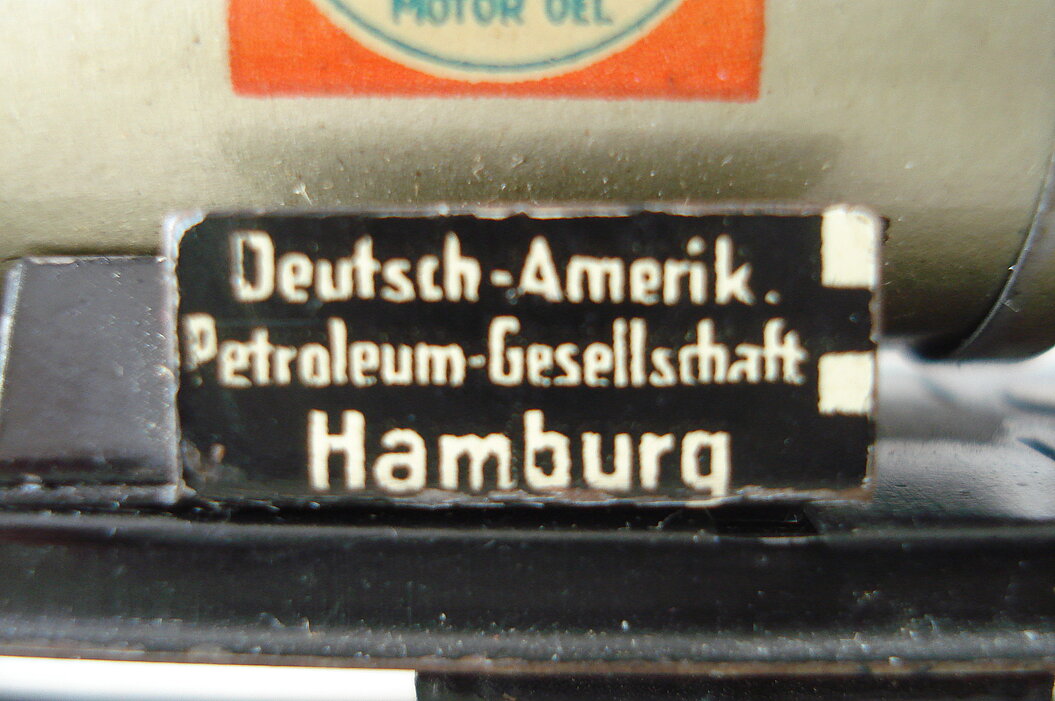 MOTOR OEL
Deutsch-Amerik.
Petroleum-Gesellschaft
Hamburg